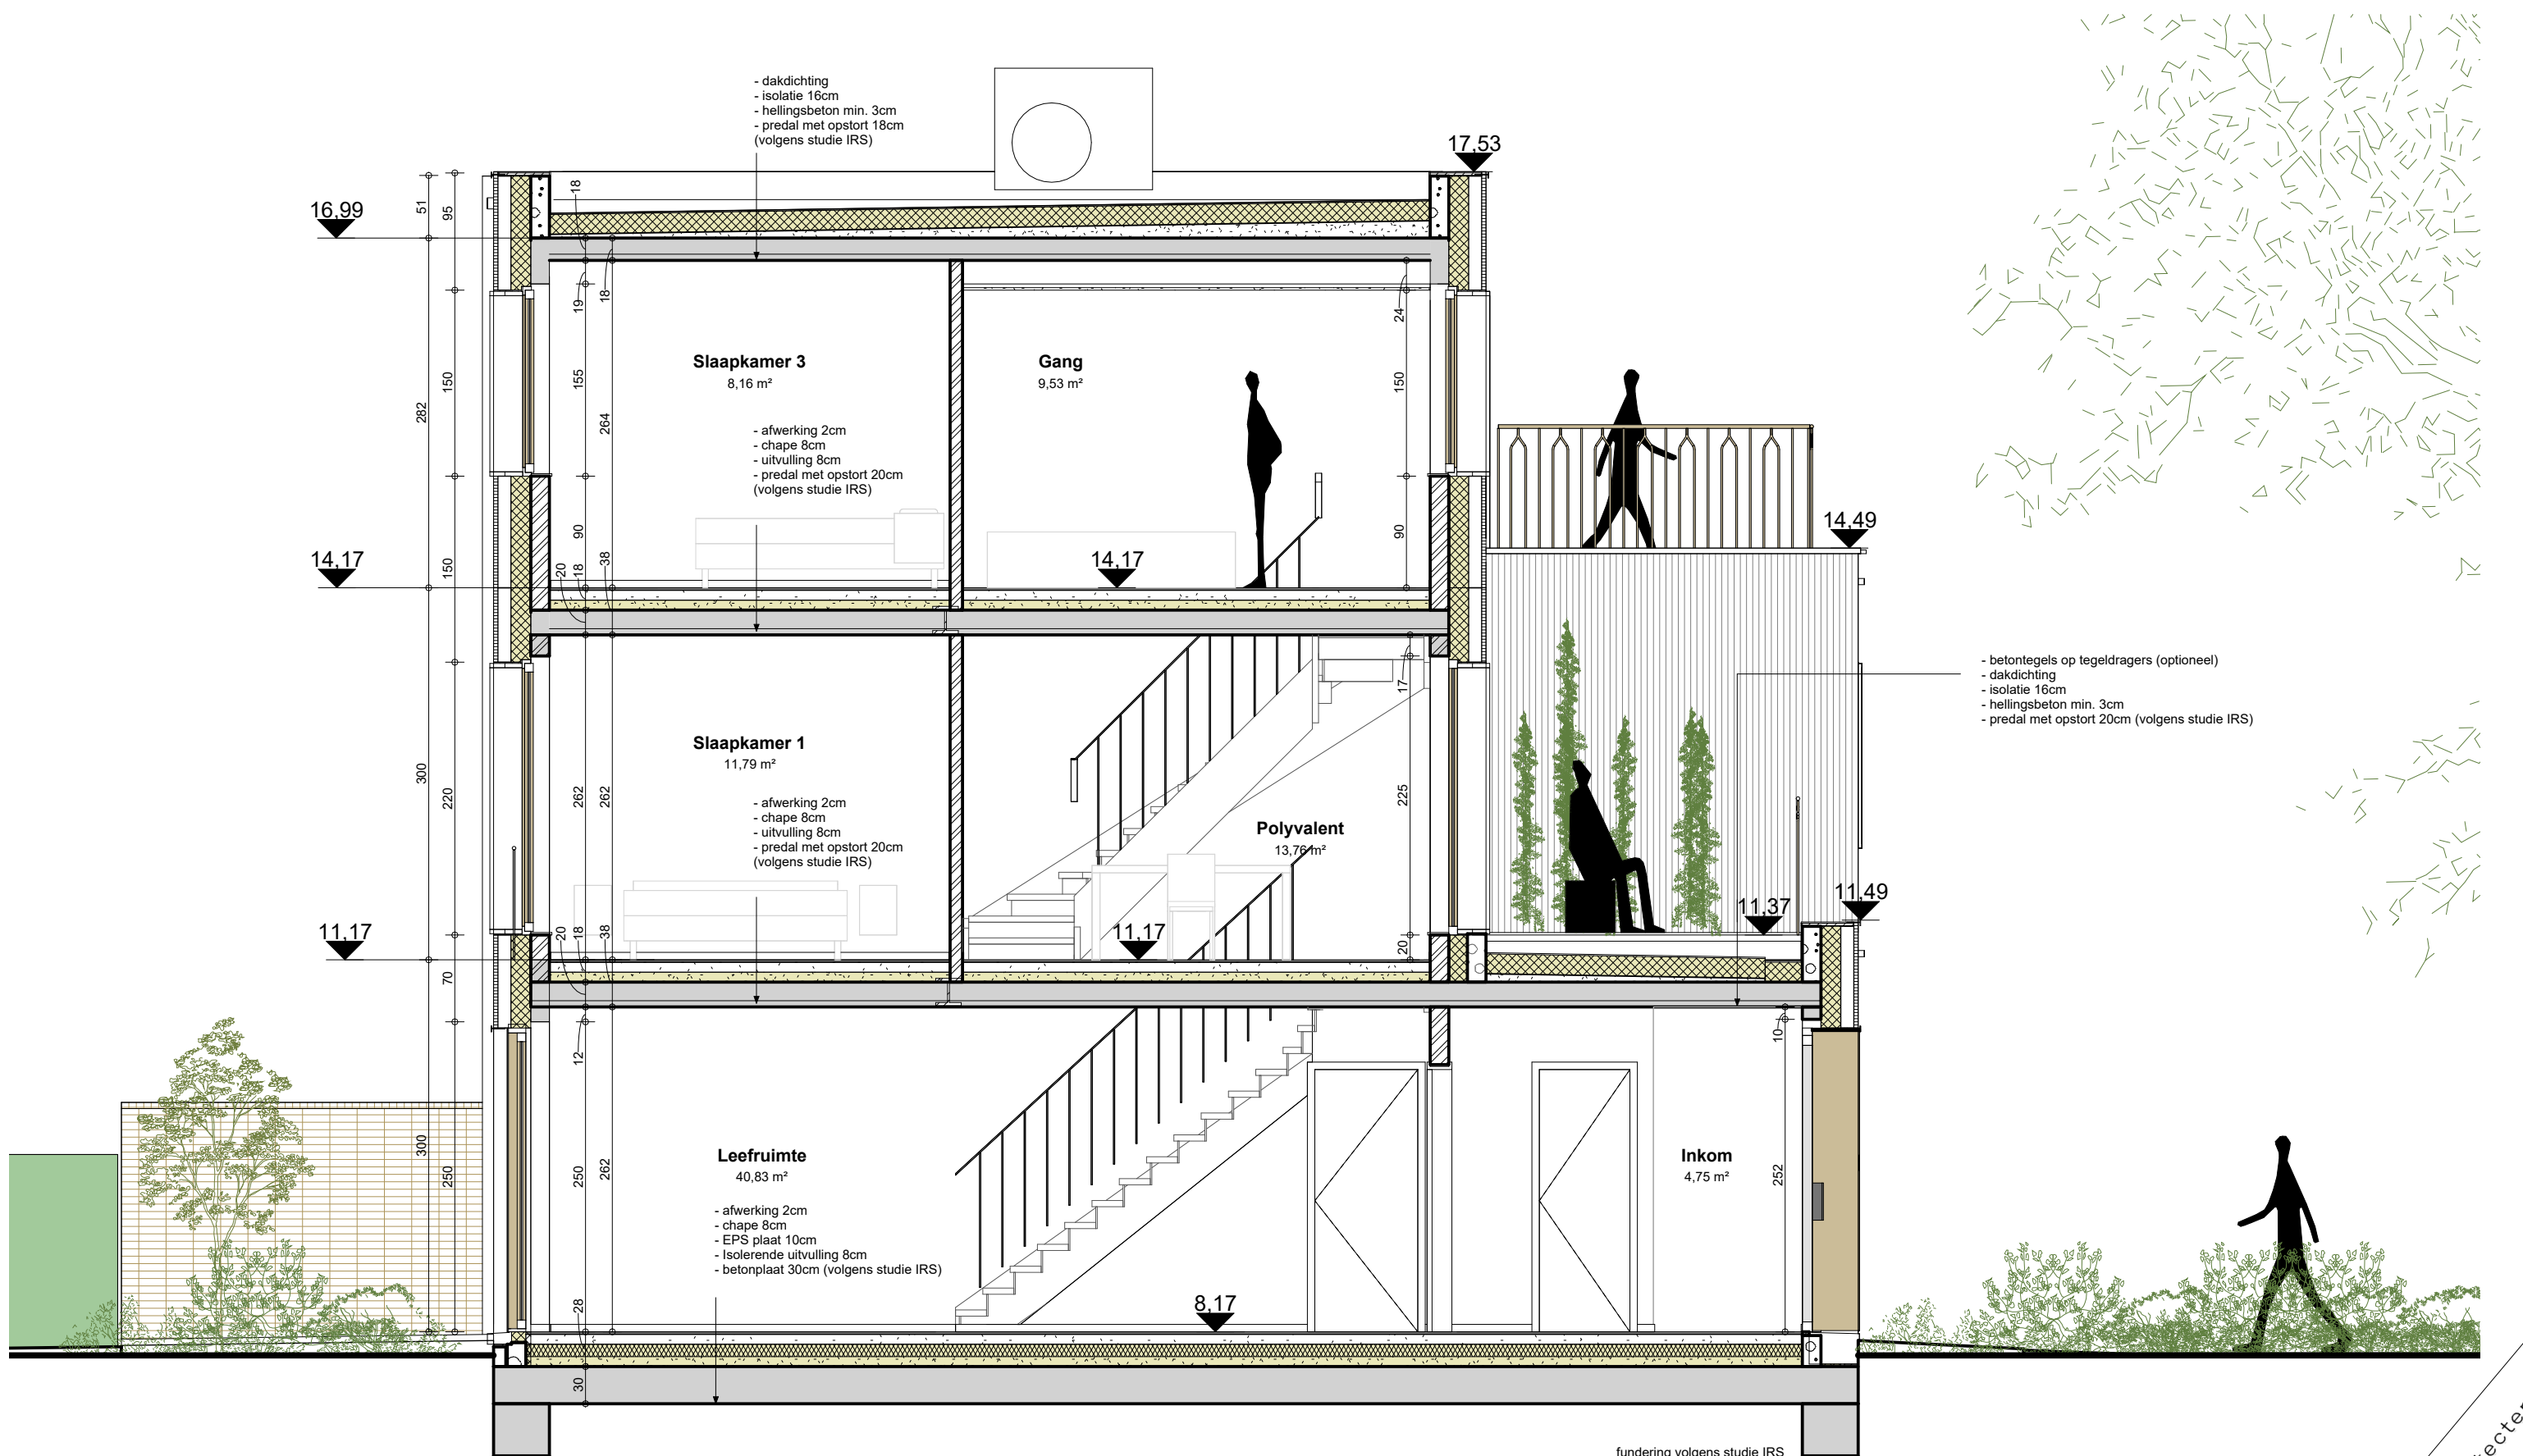 - dakdichting
- isolatie 16cm
- hellingsbeton min. 3cm
- predal met opstort 18cm
(volgens studie IRS)
17,53
16,99
51
95
18
19
18
24
Slaapkamer 3
8,16 m²
Gang
9,53 m²
282
150
155
264
150
- afwerking 2cm
- chape 8cm
- uitvulling 8cm
- predal met opstort 20cm
(volgens studie IRS)
90
90
14,49
14,17
14,17
150
20
18
38
- betontegels op tegeldragers (optioneel)
- dakdichting
- isolatie 16cm
- hellingsbeton min. 3cm
- predal met opstort 20cm (volgens studie IRS)
17
Slaapkamer 1
11,79 m²
300
220
262
262
225
- afwerking 2cm
- chape 8cm
- uitvulling 8cm
- predal met opstort 20cm
(volgens studie IRS)
Polyvalent
13,76 m²
11,49
11,37
11,17
11,17
20
18
38
20
70
12
10
Leefruimte
40,83 m²
Inkom
4,75 m²
300
250
250
262
252
- afwerking 2cm
- chape 8cm
- EPS plaat 10cm
- Isolerende uitvulling 8cm
- betonplaat 30cm (volgens studie IRS)
8,17
28
30
fundering volgens studie IRS